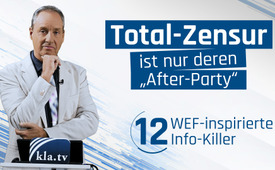 Total-Zensur
ist nur deren
„After-Party“
12 WEF-inspirierte
Info-Killer
kla.tv